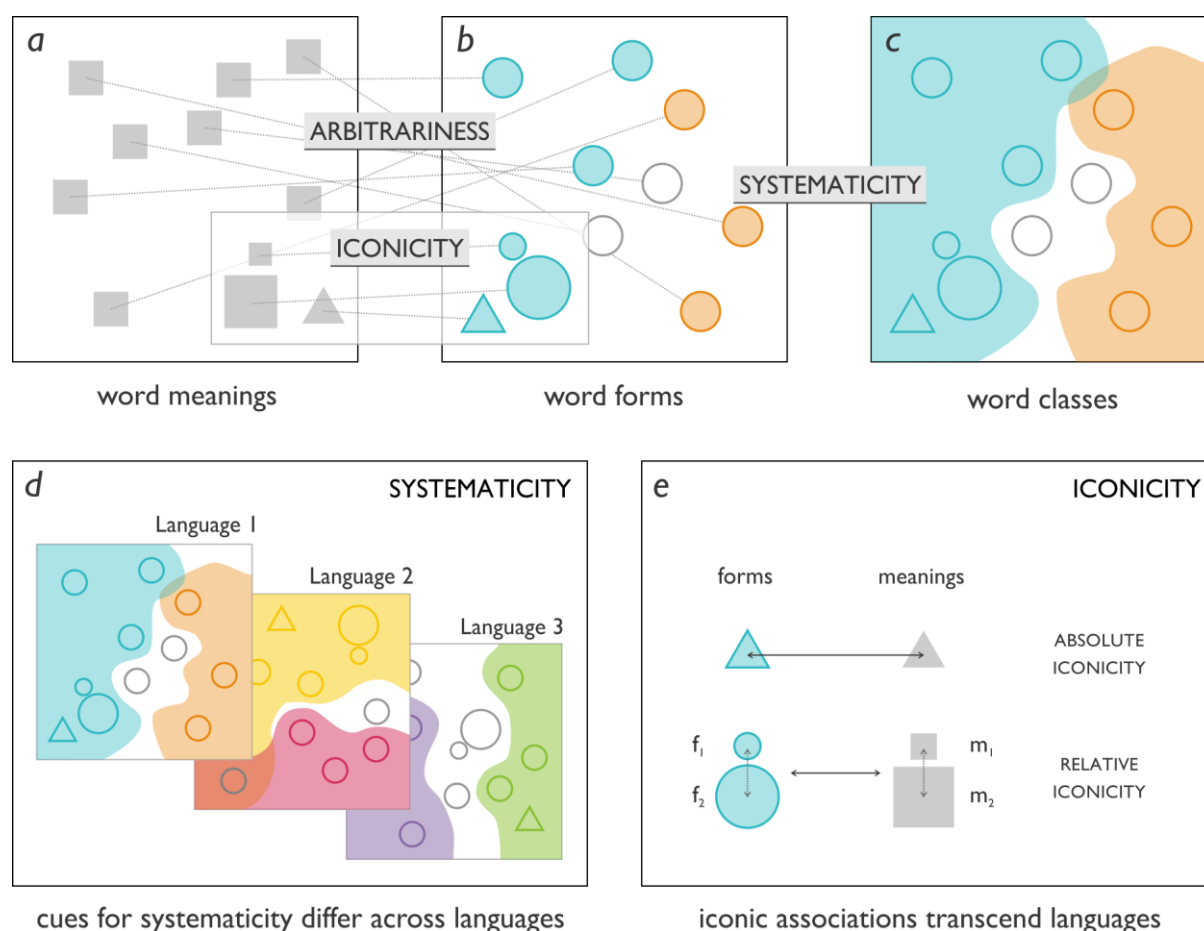 a
b
c
ARBITRARINESS
SYSTEMATICITY
ICONICITY
word meanings
word forms
word classes
d
SYSTEMATICITY
Language 1
Language 2
Language 3
cues for systematicity differ across languages
e
ICONICITY
forms
meanings
ABSOLUTE
ICONICITY
f₁
m₁
f₂
m₂
RELATIVE
ICONICITY
iconic associations transcend languages